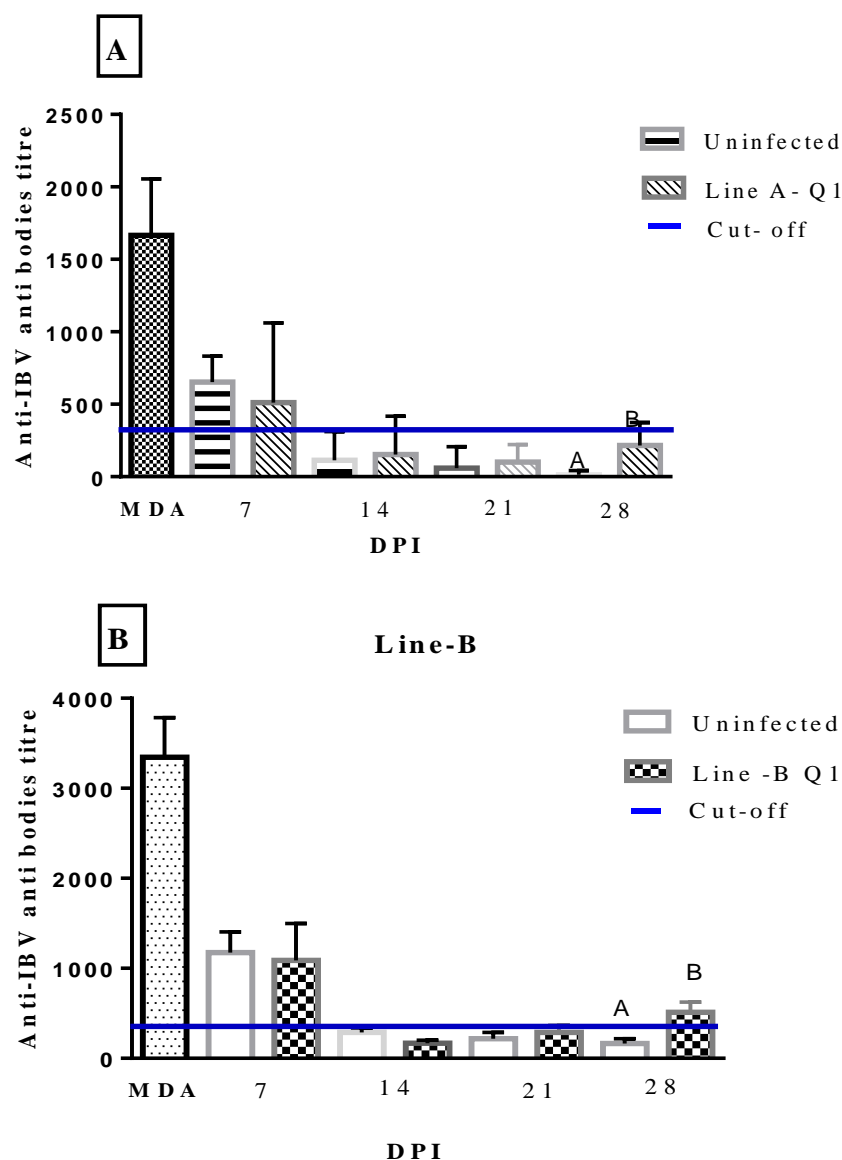 A
Anti-IBV anti bodies titre
2500
2000
1500
1000
500
0
Uninfected
Line A- Q1
Cut- off
A
B
MDA 7 14 21 28
DPI
B
Line-B
Anti-IBV anti bodies titre
4000
3000
2000
1000
0
Uninfected
Line -B Q1
Cut-off
A
B
MDA 7 14 21 28
DPI